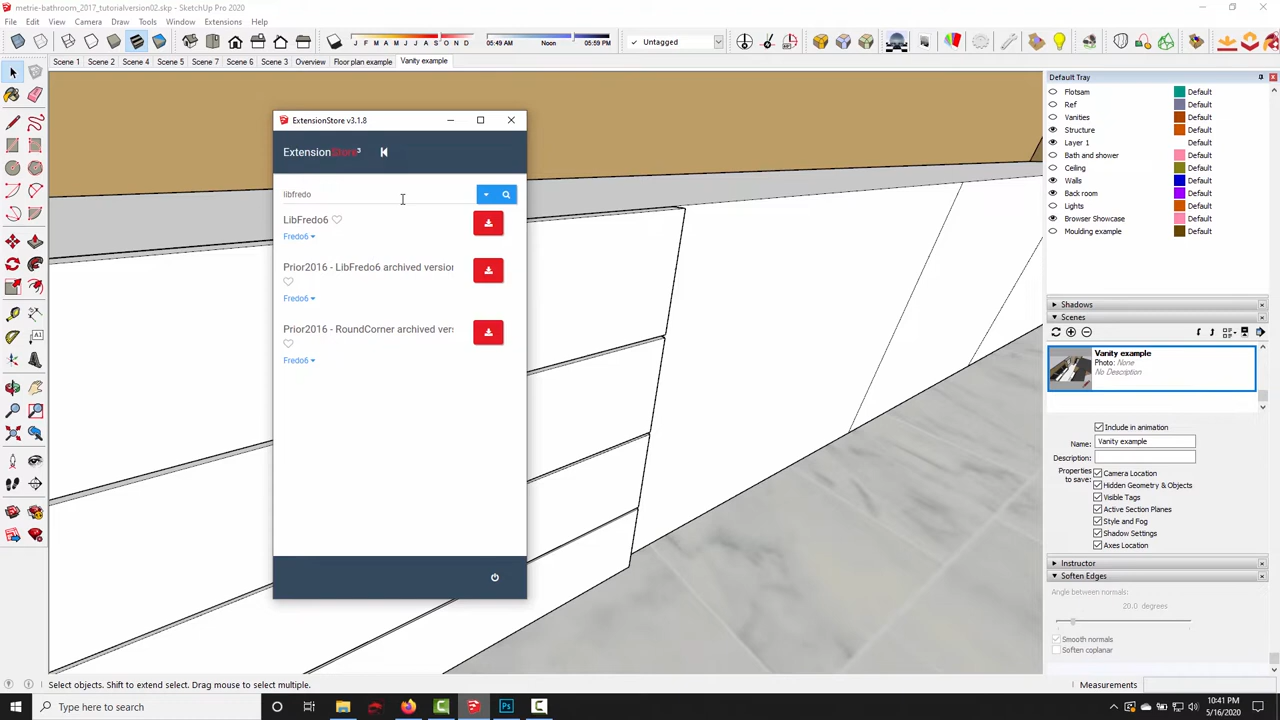 metrie-bathroom_2017_tutorialversion02.skp - SketchUp Pro 2020
File Edit View Camera Draw Tools Window Extensions Help
J F M A M J J A S O N D
05:49 AM Noon 05:59 PM
Untagged
Scene 1 Scene 2 Scene 4 Scene 5 Scene 7 Scene 6 Scene 3 Overview Floor plan example Vanity example
ExtensionStore v3.1.8
ExtensionStore³
libfredo
LibFredo6
Fredo6
Prior2016 - LibFredo6 archived version
Fredo6
Prior2016 - RoundCorner archived ver
Fredo6
Default Tray
Flotsam Default
Ref Default
Vanities Default
Structure Default
Layer 1 Default
Bath and shower Default
Ceiling Default
Walls Default
Back room Default
Lights Default
Browser Showcase Default
Moulding example Default
Shadows
Scenes
Vanity example
Photo: None
No Description
Include in animation
Name: Vanity example
Description:
Properties to save:
Camera Location
Hidden Geometry & Objects
Visible Tags
Active Section Planes
Style and Fog
Shadow Settings
Axes Location
Instructor
Soften Edges
Angle between normals:
20.0 degrees
Smooth normals
Soften coplanar
Select objects. Shift to extend select. Drag mouse to select multiple.
Measurements
Type here to search
10:41 PM
5/16/2020